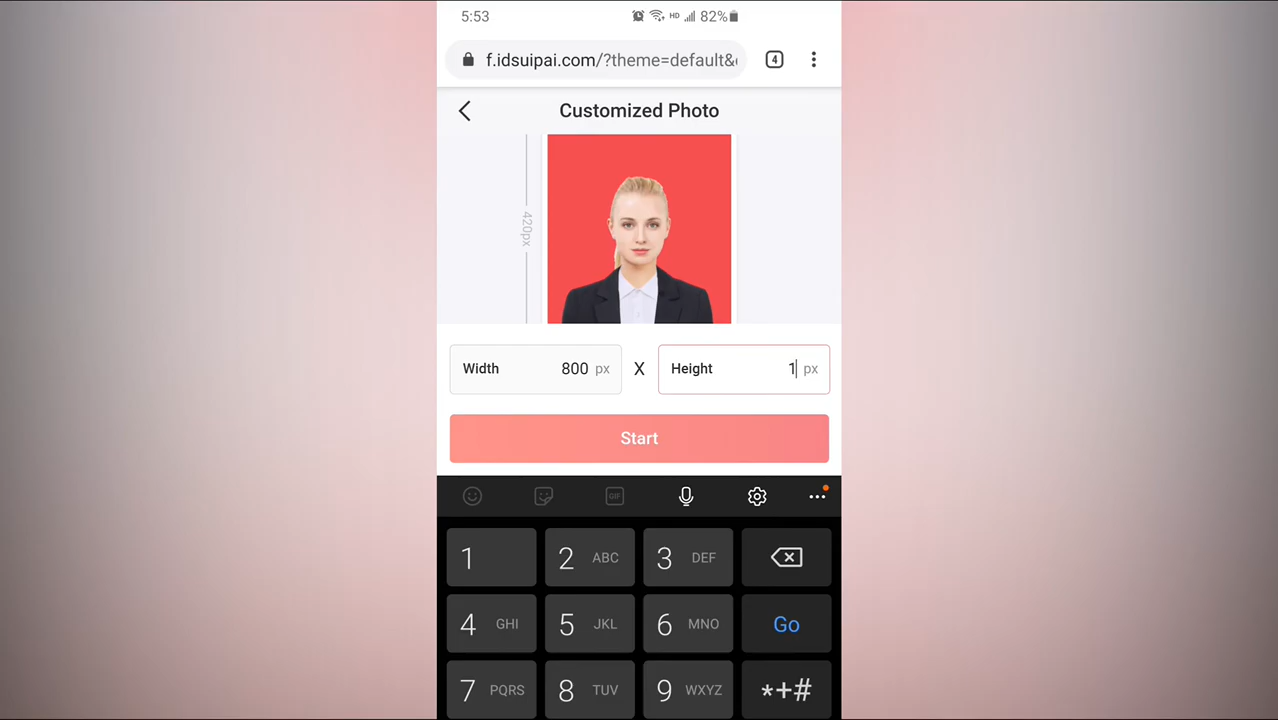 5:53 HD 82%
f.idsuipai.com/?theme=default&
4
Customized Photo
420px
Width 800 px X Height 1 px
Start
GIF
1 2 ABC 3 DEF
4 GHI 5 JKL 6 MNO Go
7 PQRS 8 TUV 9 WXYZ *+#